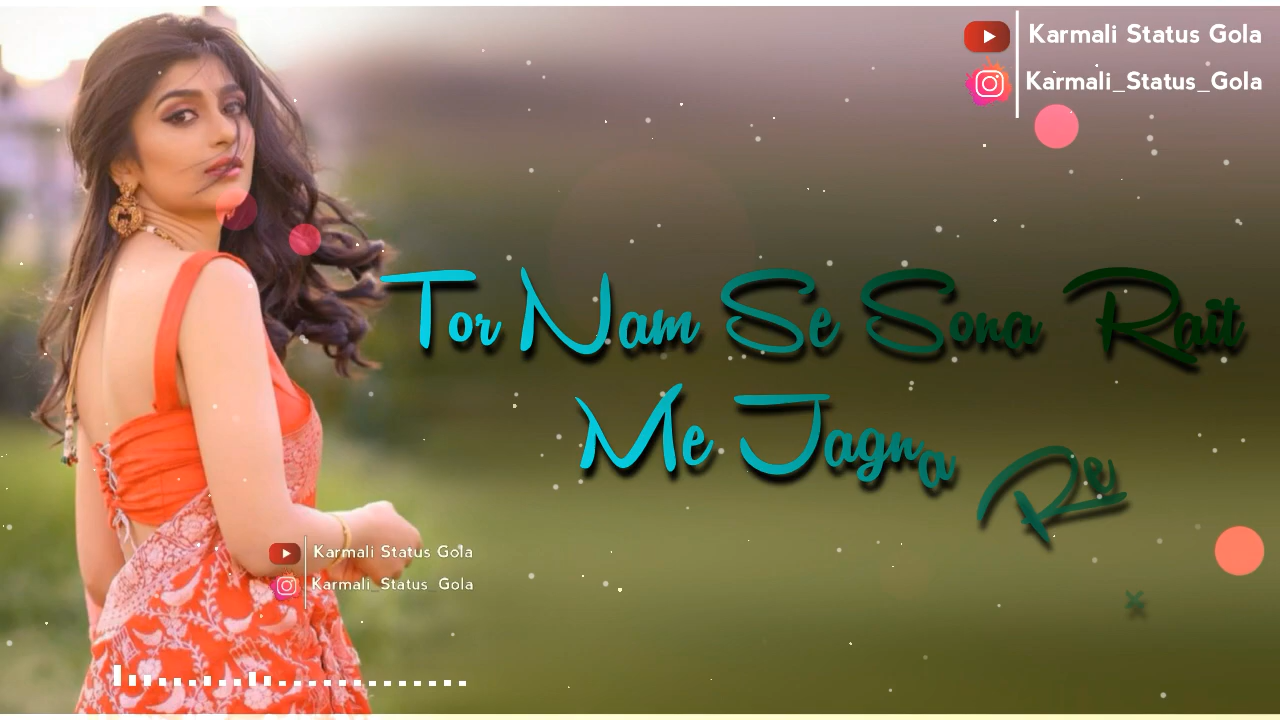 Karmali Status Gola
Karmali_Status_Gola
Tor Nam Se Sona Rait
Me Jagna Re
Karmali Status Gola
Karmali_Status_Gola